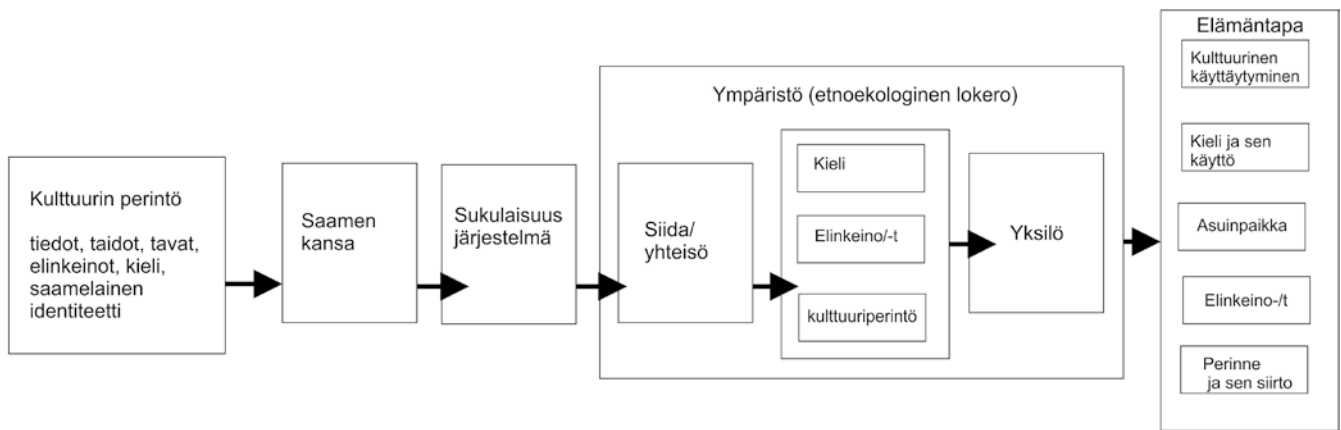 Kulttuurin perintö
tiedot, taidot, tavat,
elinkeinot, kieli,
saamelainen
identiteetti
Saamen
kansa
Sukulaisuus
järjestelmä
Ympäristö (etnoekologinen lokero)
Siida/
yhteisö
Kieli
Elinkeino/-t
kulttuuriperintö
Yksilö
Elämäntapa
Kulttuurinen
käyttäytyminen
Kieli ja sen
käyttö
Asuinpaikka
Elinkeino-/t
Perinne
ja sen siirto